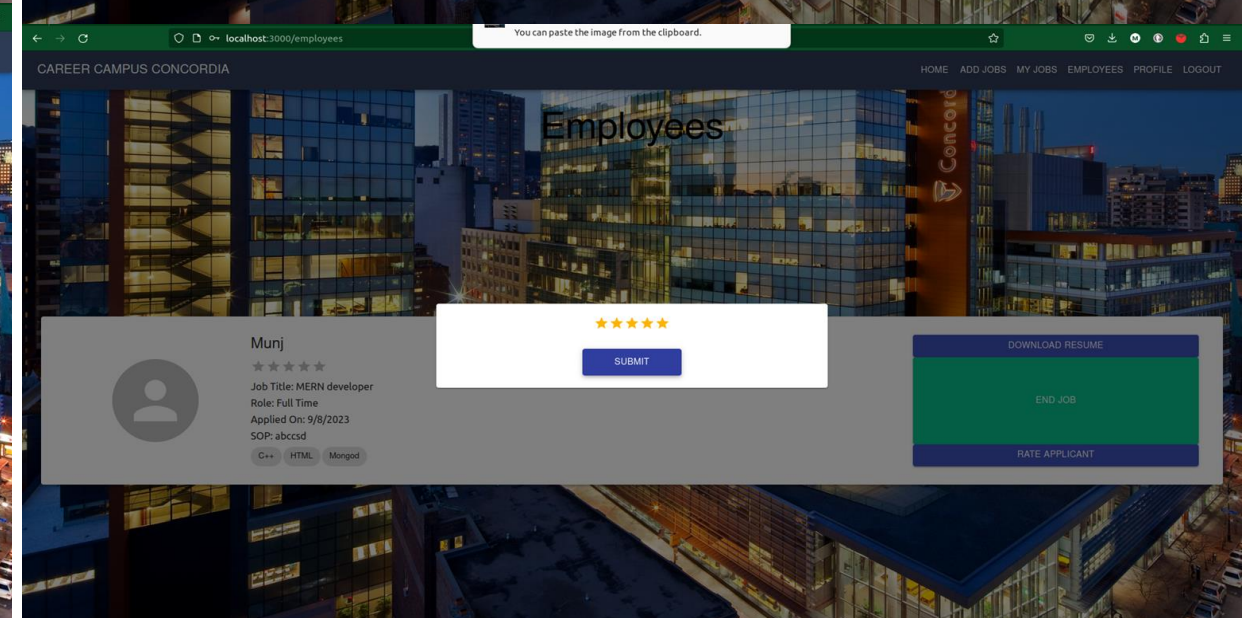 You can paste the image from the clipboard.
localhost:3000/employees
CAREER CAMPUS CONCORDIA
HOME ADD JOBS MY JOBS EMPLOYEES PROFILE LOGOUT
Employees
Concord
SUBMIT
Munj
Job Title: MERN developer
Role: Full Time
Applied On: 9/8/2023
SOP: abccsd
C++ HTML Mongod
DOWNLOAD RESUME
END JOB
RATE APPLICANT